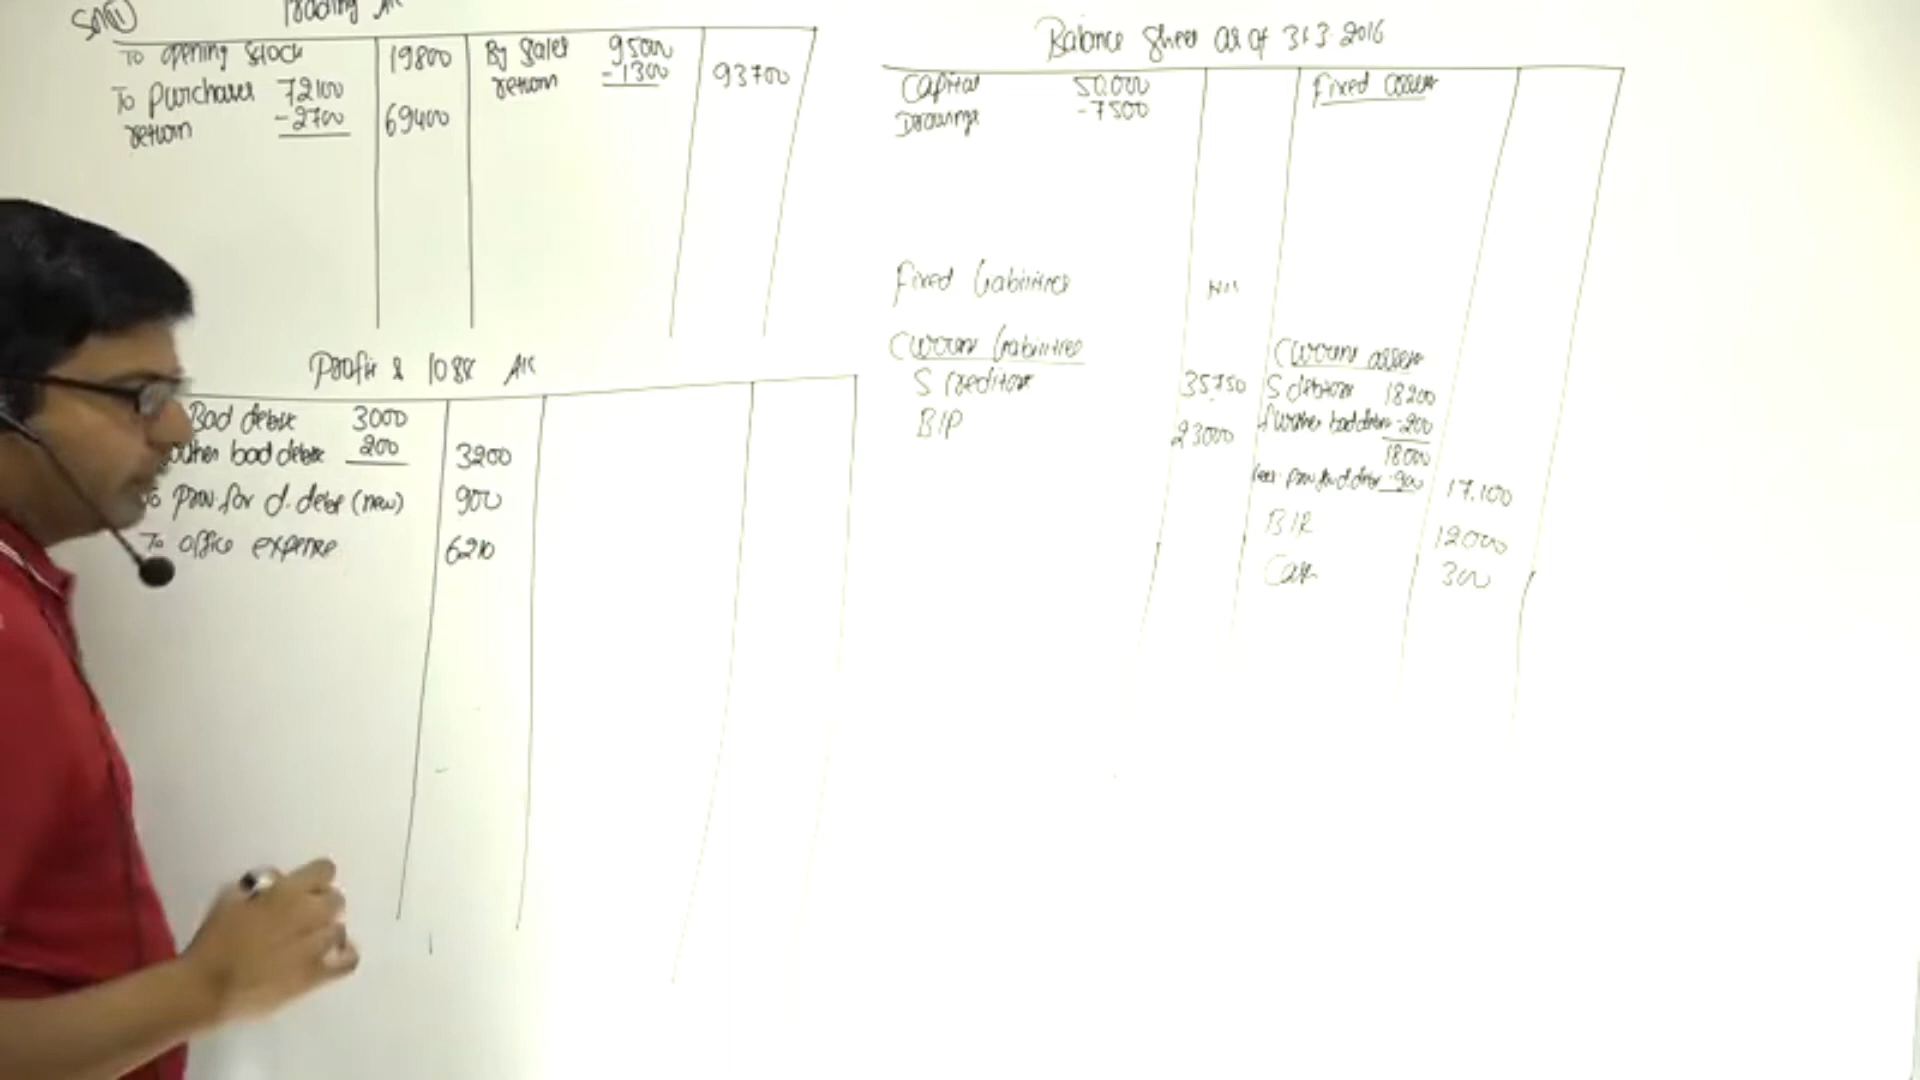 Soln ①
Trading A/c
To opening stock 19800 By Sales 95000
return -1300 93700
To purchases 72100
return -2700 69400
Profit & loss A/c
Bad debts 3000
further bad debts 200 3200
To prov. for d. debt (new) 900
To office expense 6210
Balance Sheet as of 31.3.2016
Capital 50,000 Fixed assets
Drawings -7500
Fixed liabilities Nil
Current liabilities Current assets
S creditors 35750 S debtors 18200
B/P 23000 further bad debts -200
18000
less prov for d. debt -900 17,100
B/R 12000
Cash 300